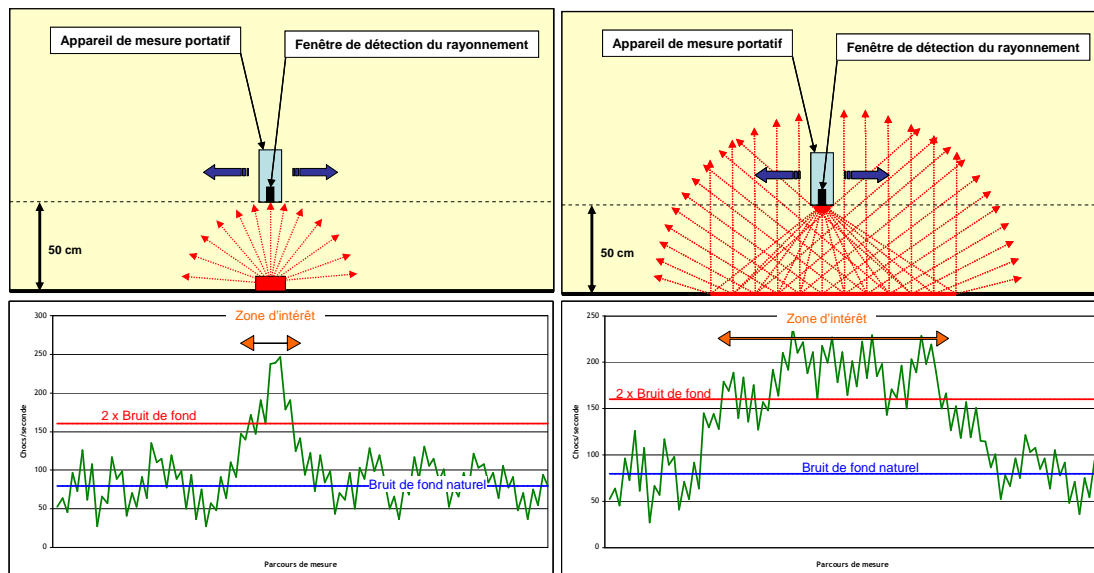 Appareil de mesure portatif
Fenêtre de détection du rayonnement
50 cm
Zone d'intérêt
300
250
200
150
100
50
0
Chocs/seconde
2 x Bruit de fond
Bruit de fond naturel
Parcours de mesure
Appareil de mesure portatif
Fenêtre de détection du rayonnement
50 cm
Zone d'intérêt
250
200
150
100
50
0
Chocs/seconde
2 x Bruit de fond
Bruit de fond naturel
Parcours de mesure